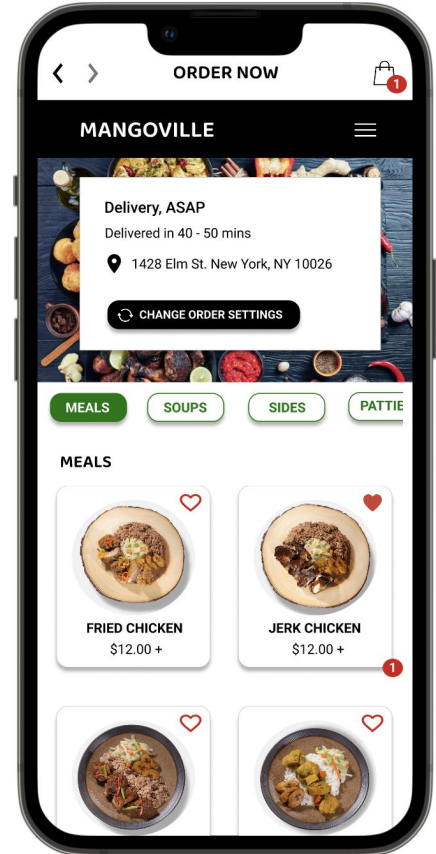 ORDER NOW
1
MANGOVILLE
Delivery, ASAP
Delivered in 40 - 50 mins
1428 Elm St. New York, NY 10026
CHANGE ORDER SETTINGS
MEALS SOUPS SIDES PATTIE
MEALS
FRIED CHICKEN
$12.00 +
JERK CHICKEN
$12.00 +
1